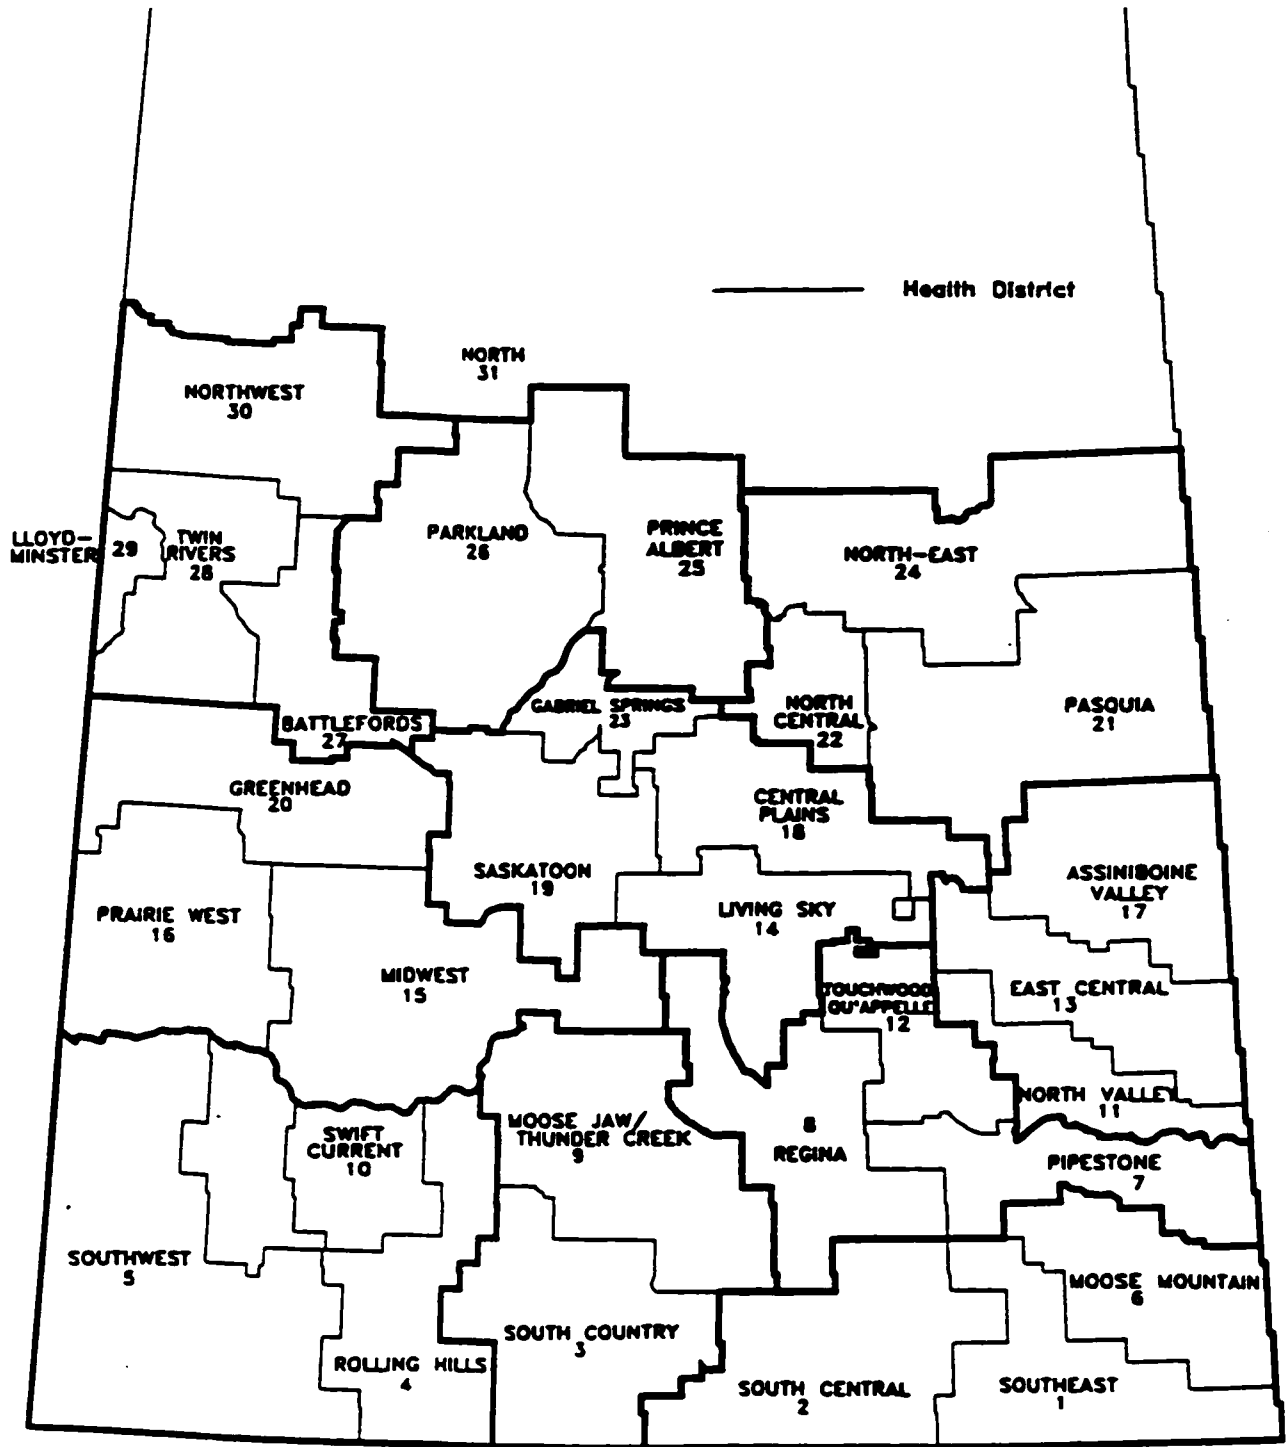 Health District
NORTH
31
NORTHWEST
30
LLOYD-
MINSTER
29
TWIN
RIVERS
28
PARKLAND
26
PRINCE
ALBERT
25
NORTH-EAST
24
BATTLEFORDS
27
GABRIEL SPRINGS
23
NORTH
CENTRAL
22
PASQUIA
21
GREENHEAD
20
CENTRAL
PLAINS
18
SASKATOON
19
ASSINIBOINE
VALLEY
17
PRAIRIE WEST
16
LIVING SKY
14
MIDWEST
15
TOUCHWOOD
QU'APPELLE
12
EAST CENTRAL
13
NORTH VALLEY
11
SWIFT
CURRENT
10
MOOSE JAW/
THUNDER CREEK
9
8
REGINA
PIPESTONE
7
SOUTHWEST
5
MOOSE MOUNTAIN
6
ROLLING HILLS
4
SOUTH COUNTRY
3
SOUTH CENTRAL
2
SOUTHEAST
1